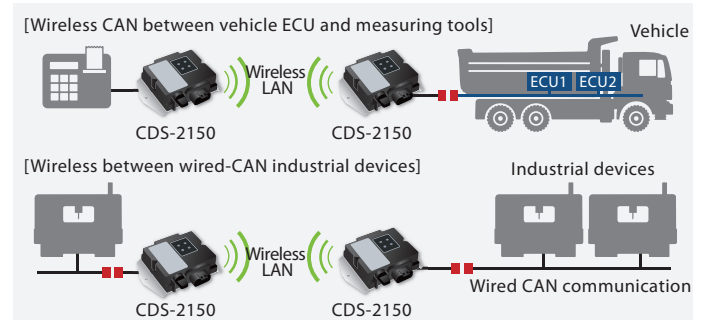 [Wireless CAN between vehicle ECU and measuring tools]
Vehicle
Wireless
LAN
ECU1 ECU2
CDS-2150
CDS-2150
[Wireless between wired-CAN industrial devices]
Industrial devices
Wireless
LAN
Wired CAN communication
CDS-2150
CDS-2150